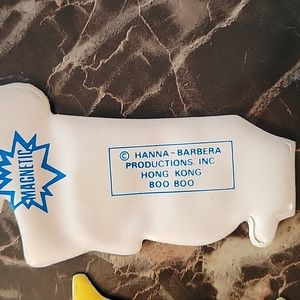 MAGNETIC
© HANNA-BARBERA
PRODUCTIONS INC
HONG KONG
BOO BOO